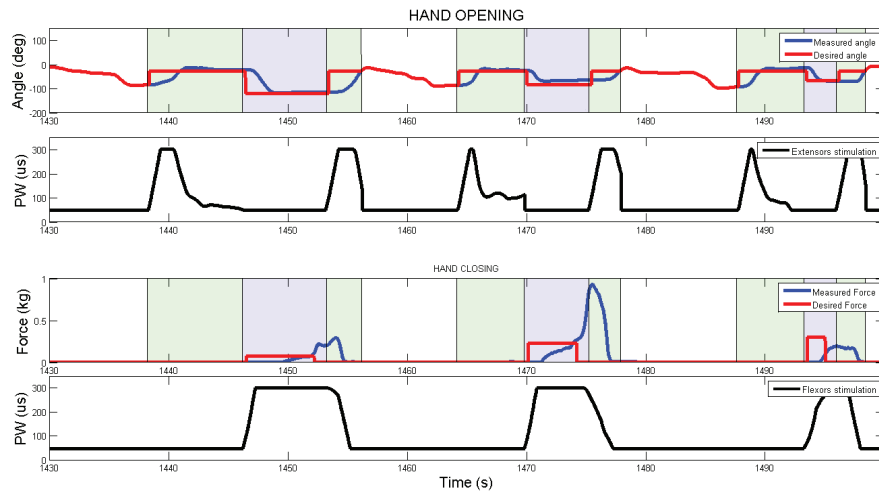 HAND OPENING
Angle (deg)
100
0
-100
-200
Measured angle
Desired angle
1430 1440 1450 1460 1470 1480 1490
PW (us)
300
200
100
0
Extensors stimulation
1430 1440 1450 1460 1470 1480 1490
HAND CLOSING
Force (kg)
1
0.5
0
Measured Force
Desired Force
1430 1440 1450 1460 1470 1480 1490
PW (us)
300
200
100
0
Flexors stimulation
1430 1440 1450 1460 1470 1480 1490
Time (s)